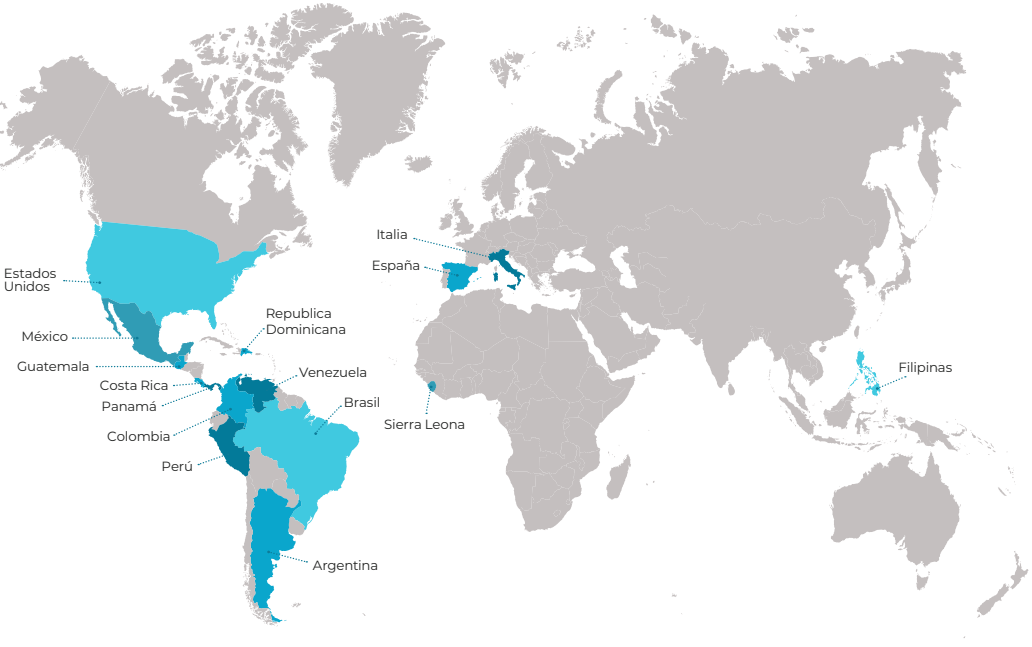 Italia
España
Estados
Unidos
Republica
Dominicana
México
Guatemala
Venezuela
Costa Rica
Panamá
Brasil
Filipinas
Sierra Leona
Colombia
Perú
Argentina